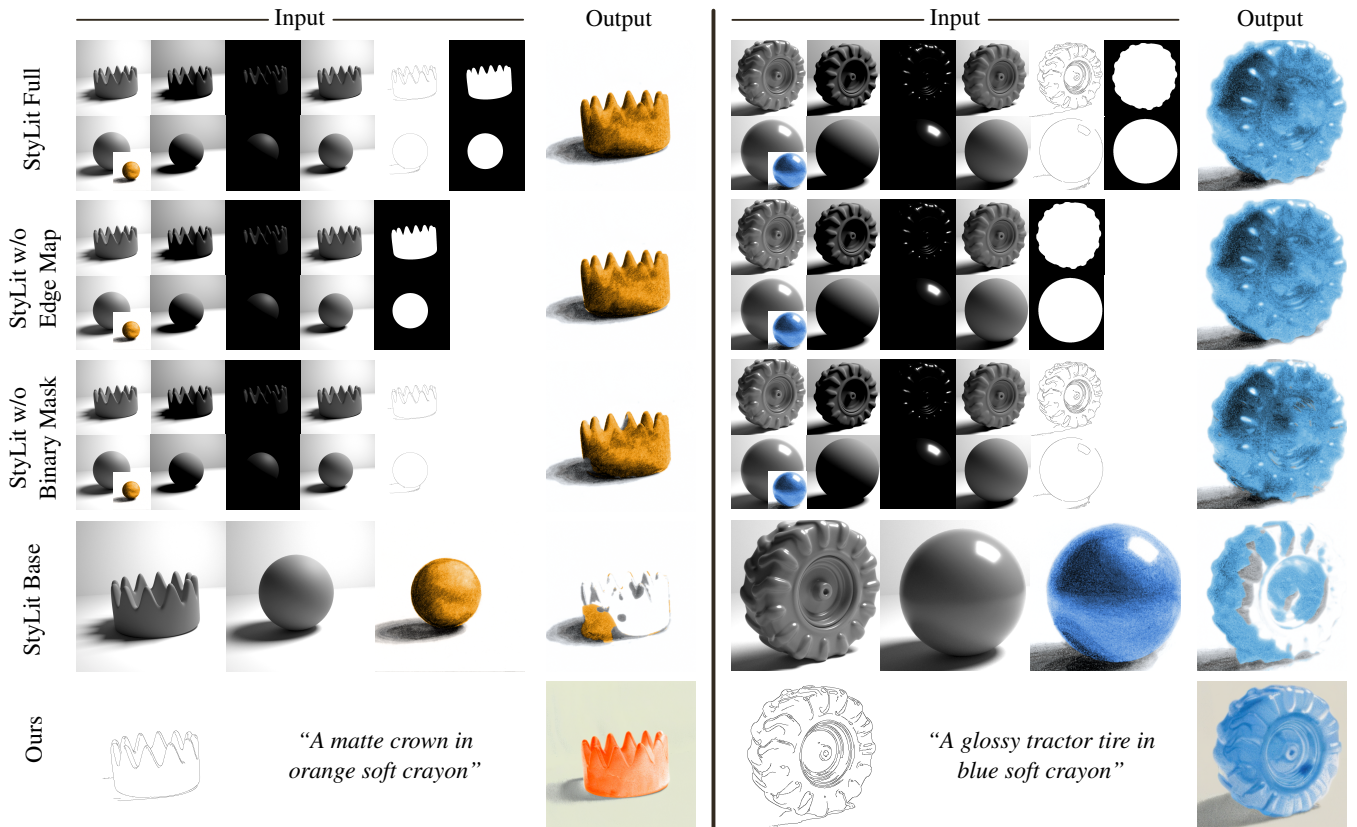 Input
Output
Input
Output
StyLit Full
StyLit w/o
Edge Map
StyLit w/o
Binary Mask
StyLit Base
Ours
“A matte crown in
orange soft crayon”
“A glossy tractor tire in
blue soft crayon”